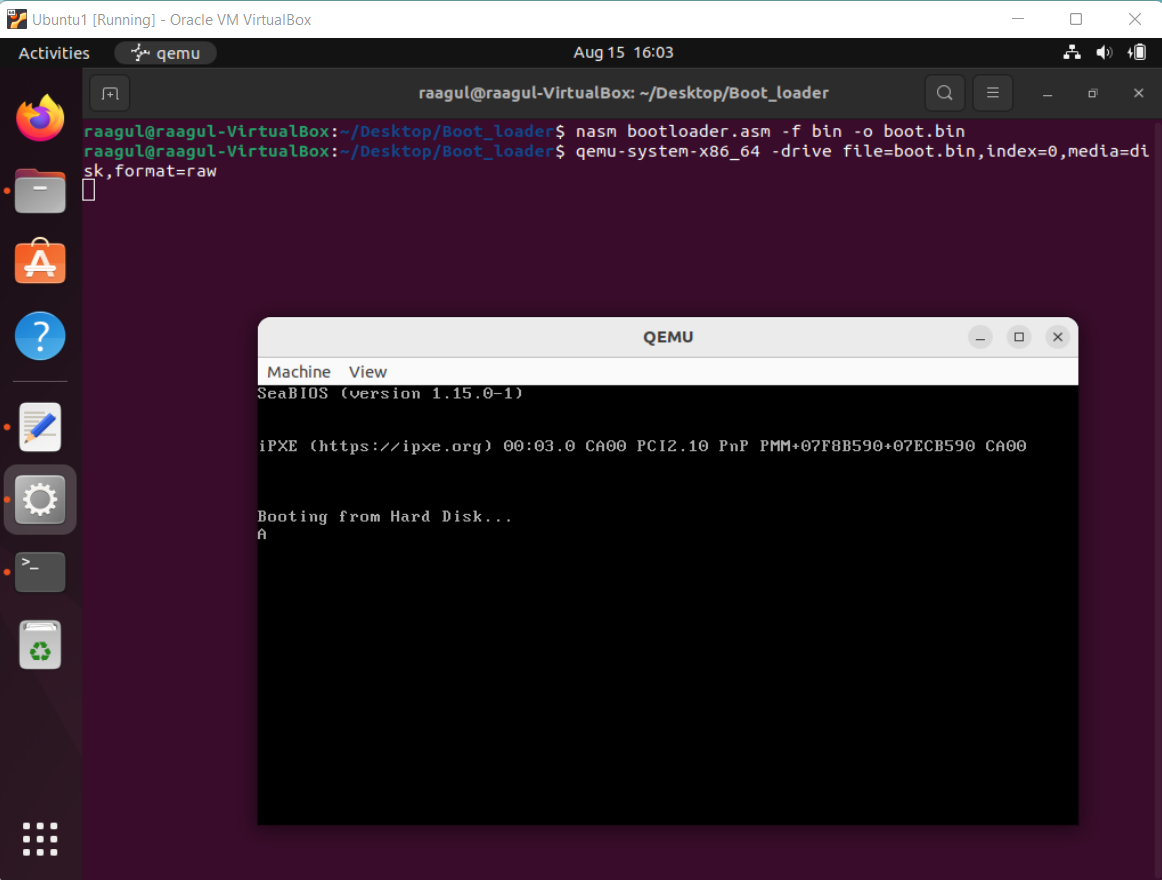 Ubuntu1 [Running] - Oracle VM VirtualBox
Activities qemu Aug 15 16:03
raagul@raagul-VirtualBox: ~/Desktop/Boot_loader
raagul@raagul-VirtualBox:~/Desktop/Boot_loader$ nasm bootloader.asm -f bin -o boot.bin
raagul@raagul-VirtualBox:~/Desktop/Boot_loader$ qemu-system-x86_64 -drive file=boot.bin,index=0,media=di
sk,format=raw
QEMU
Machine View
SeaBIOS (version 1.15.0-1)
iPXE (https://ipxe.org) 00:03.0 CA00 PCI2.10 PnP PMM+07F8B590+07ECB590 CA00
Booting from Hard Disk...
A